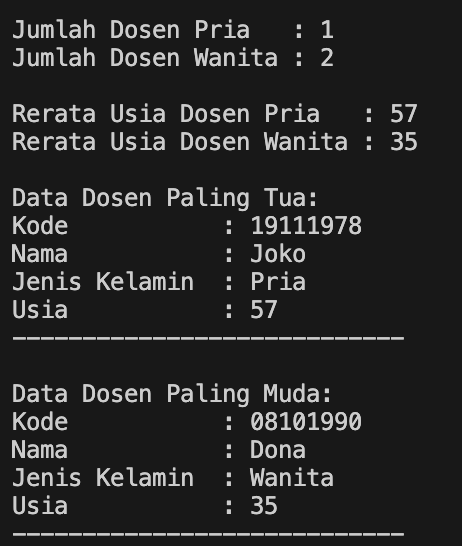 Jumlah Dosen Pria   : 1
Jumlah Dosen Wanita : 2

Rerata Usia Dosen Pria   : 57
Rerata Usia Dosen Wanita : 35

Data Dosen Paling Tua:
Kode           : 19111978
Nama           : Joko
Jenis Kelamin  : Pria
Usia           : 57
----------------------------

Data Dosen Paling Muda:
Kode           : 08101990
Nama           : Dona
Jenis Kelamin  : Wanita
Usia           : 35
----------------------------